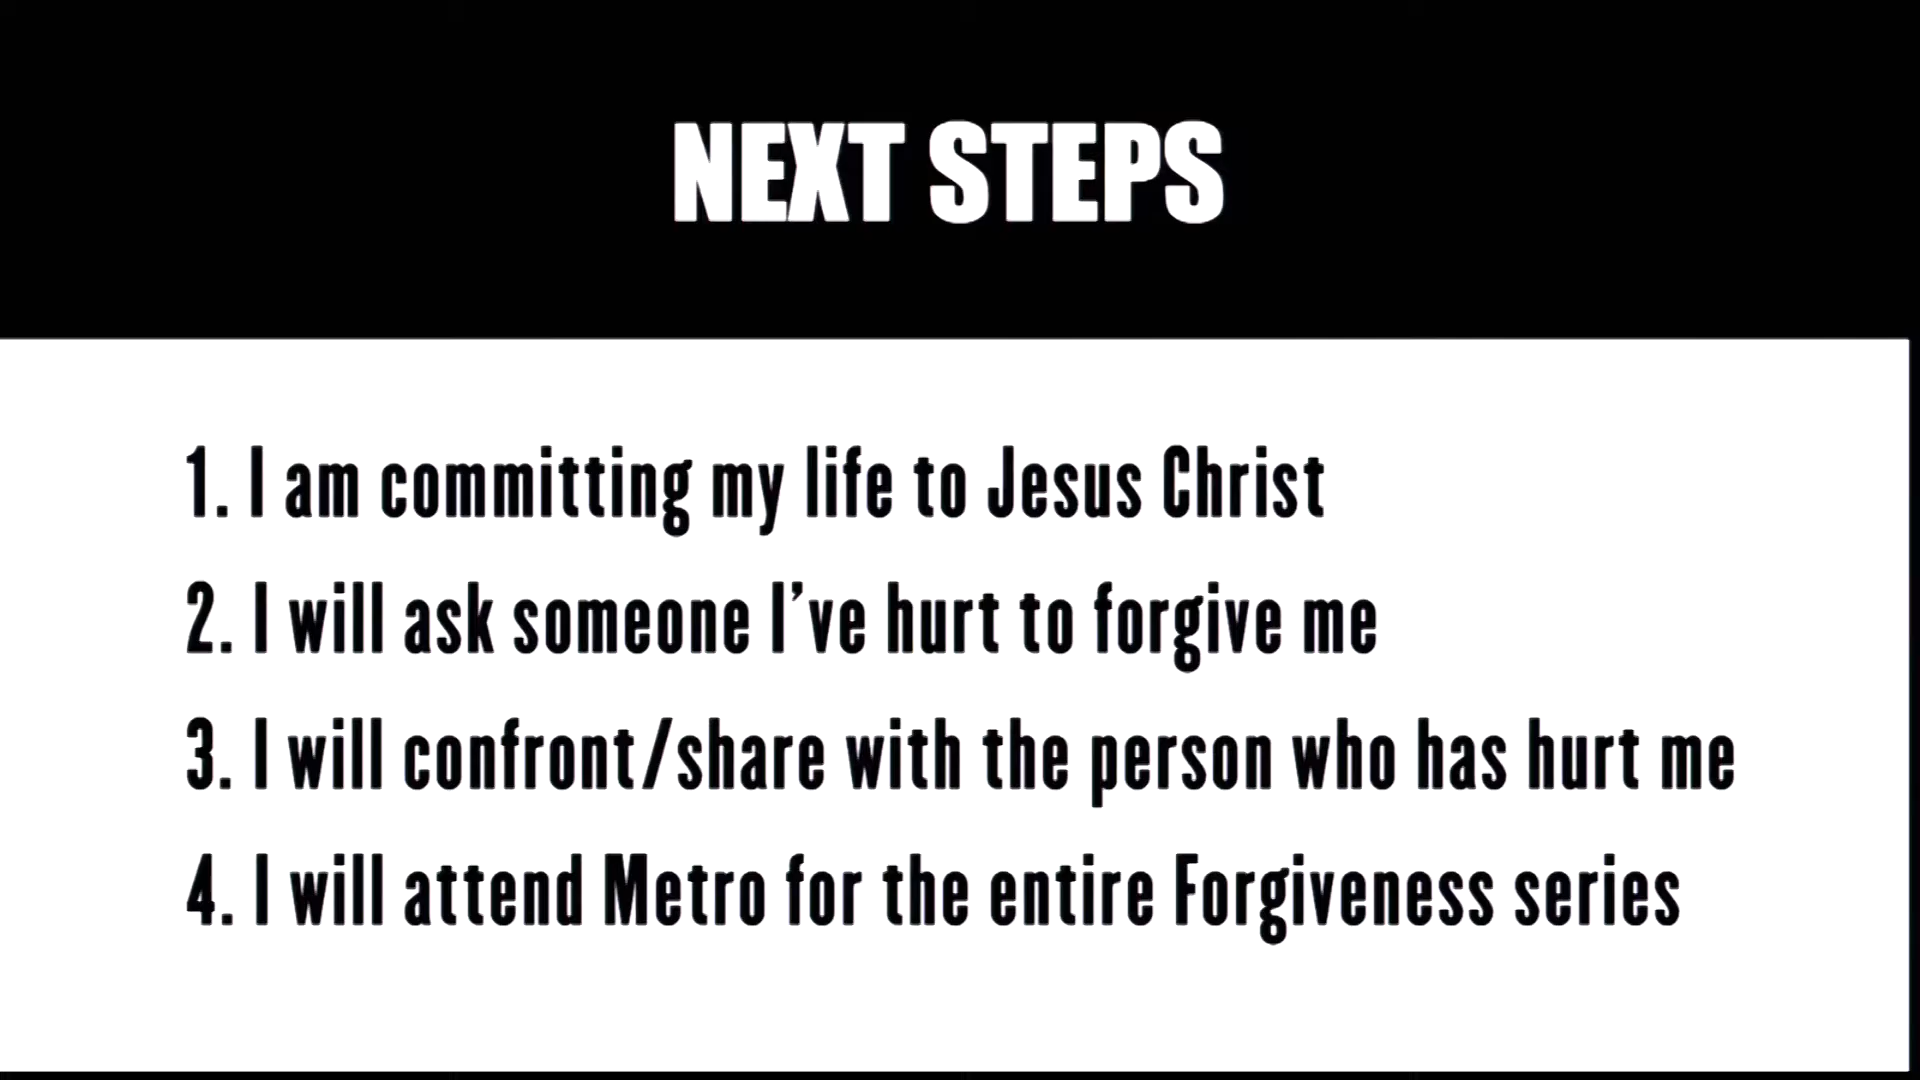 NEXT STEPS
1. I am committing my life to Jesus Christ
2. I will ask someone I’ve hurt to forgive me
3. I will confront/share with the person who has hurt me
4. I will attend Metro for the entire Forgiveness series